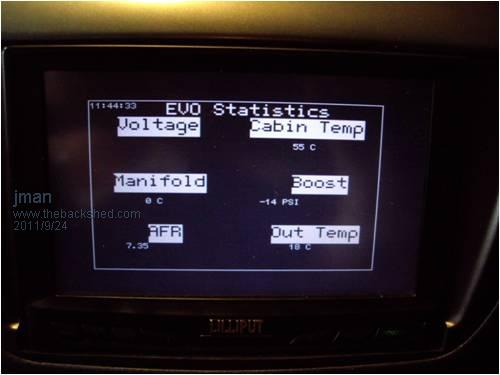 11:44:33
EVO Statistics
Voltage Cabin Temp
55 C
Manifold Boost
0 C -14 PSI
AFR Out Temp
7.35 18 C
jman
www.thebackshed.com
2011/9/24
LILLIPUT